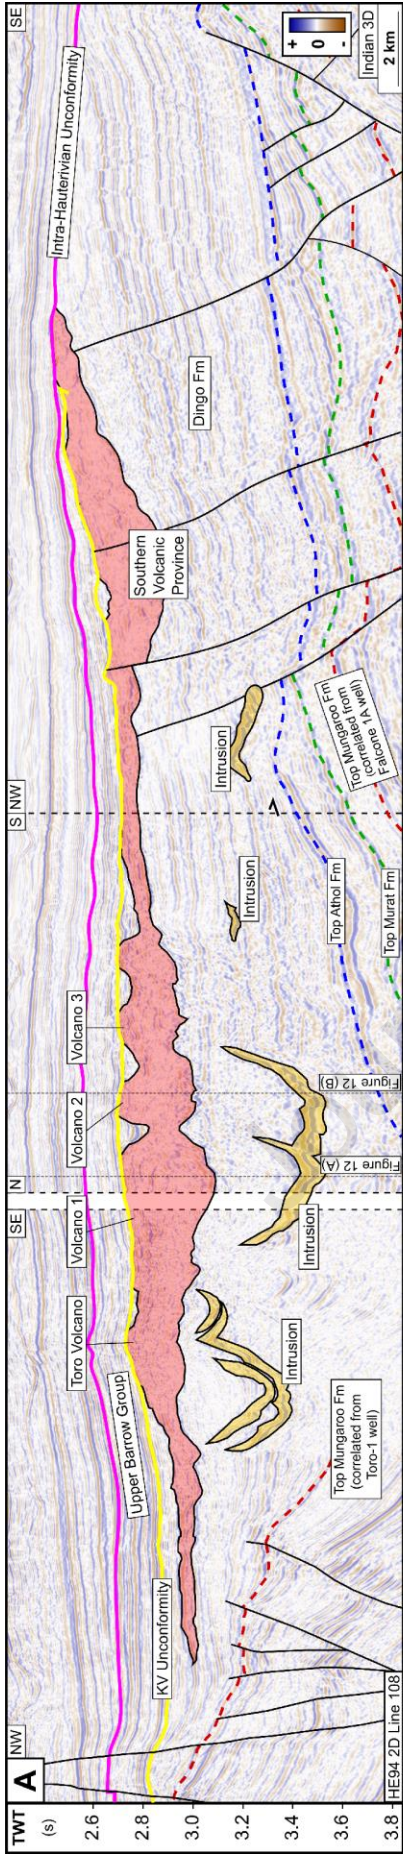 A
TWT
(s)
2.6
2.8
3.0
3.2
3.4
3.6
3.8
NW
SE
N
S
NW
SE
Intra-Hauterivian Unconformity
Upper Barrow Group
KV Unconformity
Toro Volcano
Volcano 1
Volcano 2
Volcano 3
Southern
Volcanic
Province
Dingo Fm
Intrusion
Intrusion
Intrusion
Intrusion
Top Mungaroo Fm
(correlated from
Toro-1 well)
Top Athol Fm
Top Murat Fm
Top Mungaroo Fm
(correlated from
Falcone 1A well)
Figure 12 (A)
Figure 12 (B)
HE94 2D Line 108
+
0
-
Indian 3D
2 km